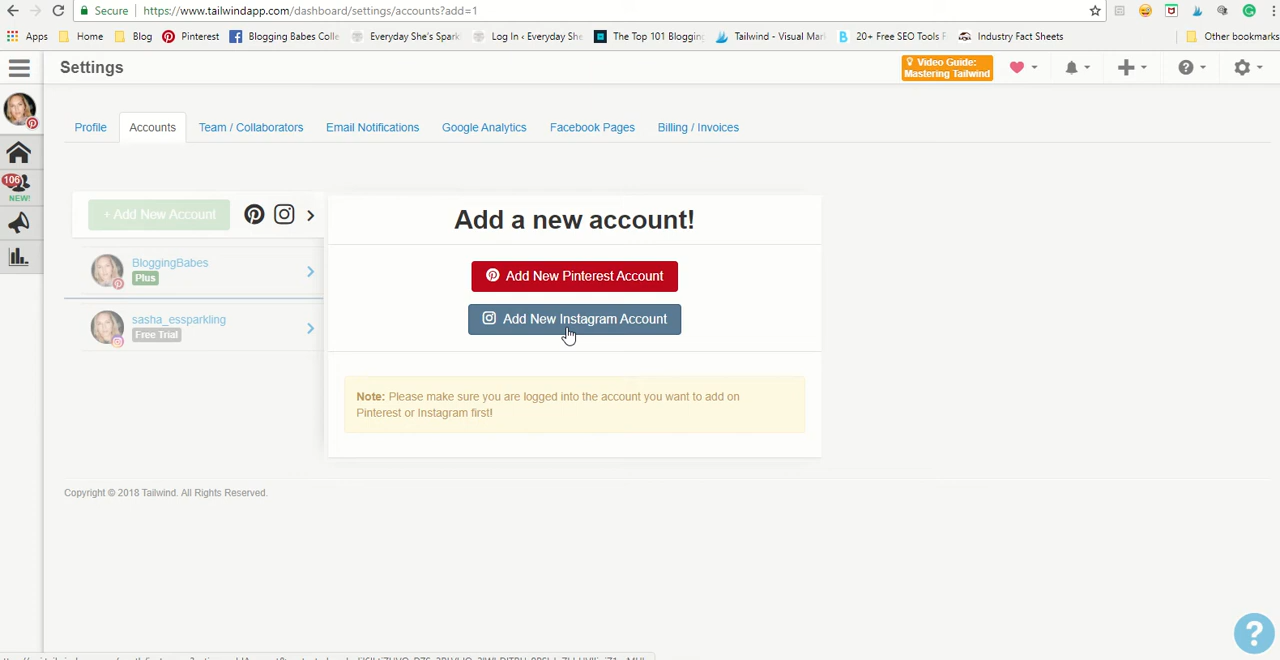 Secure
https://www.tailwindapp.com/dashboard/settings/accounts?add=1
Apps
Home
Blog
Pinterest
Blogging Babes Colle
Everyday She's Spark
Log In ‹ Everyday She
The Top 101 Blogging
Tailwind - Visual Mark
20+ Free SEO Tools F
Industry Fact Sheets
Other bookmarks
Settings
Video Guide:
Mastering Tailwind
Profile
Accounts
Team / Collaborators
Email Notifications
Google Analytics
Facebook Pages
Billing / Invoices
106
NEW!
+ Add New Account
BloggingBabes
Plus
sasha_essparkling
Free Trial
Add a new account!
Add New Pinterest Account
Add New Instagram Account
Note: Please make sure you are logged into the account you want to add on
Pinterest or Instagram first!
Copyright © 2018 Tailwind. All Rights Reserved.
?